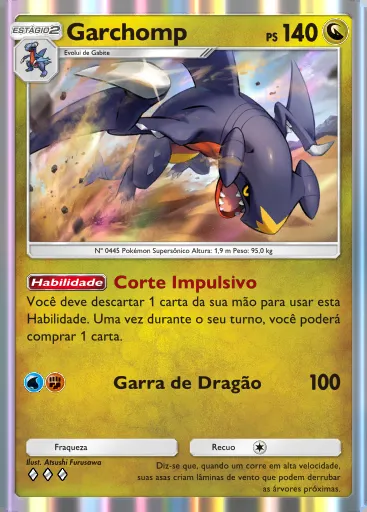 ESTÁGIO 2
Garchomp
PS 140
Evolui de Gabite
Nº 0445 Pokémon Supersônico Altura: 1,9 m Peso: 95,0 kg
Habilidade Corte Impulsivo
Você deve descartar 1 carta da sua mão para usar esta
Habilidade. Uma vez durante o seu turno, você poderá
comprar 1 carta.
Garra de Dragão 100
Fraqueza
Recuo
Ilust. Atsushi Furusawa
Diz-se que, quando um corre em alta velocidade,
suas asas criam lâminas de vento que podem derrubar
as árvores próximas.